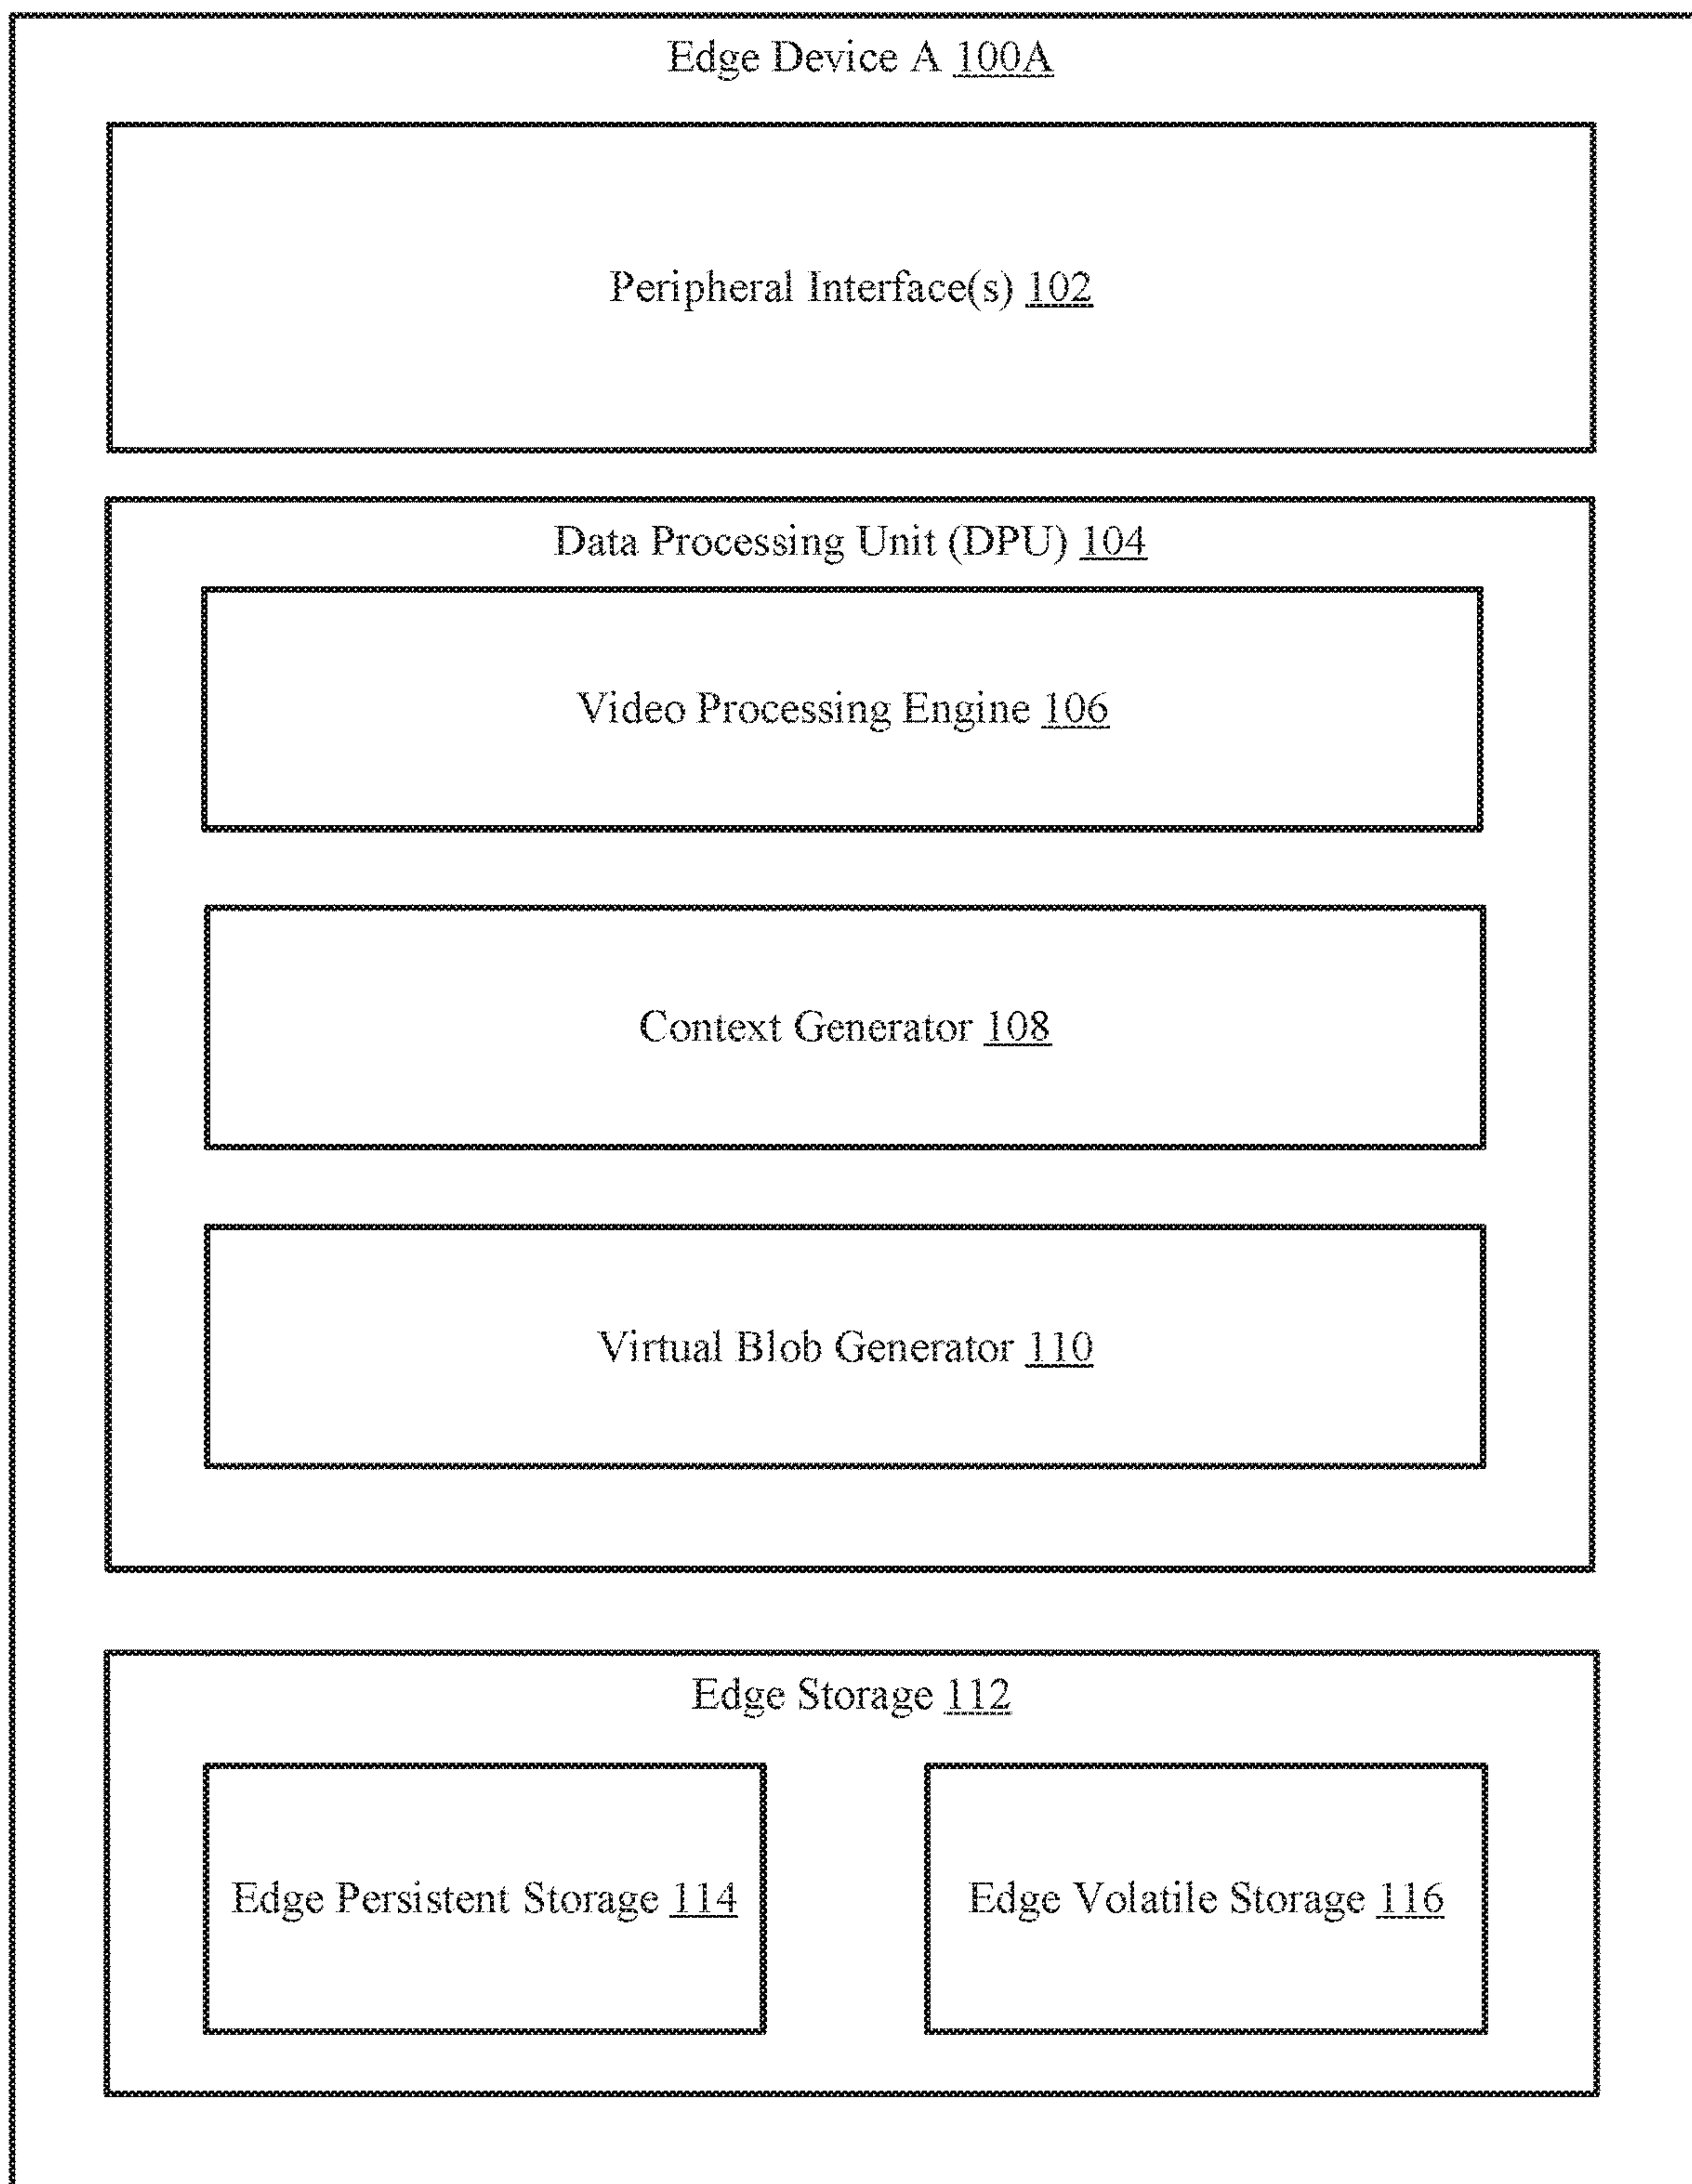 Edge Device A 100A
Peripheral Interface(s) 102
Data Processing Unit (DPU) 104
Video Processing Engine 106
Context Generator 108
Virtual Blob Generator 110
Edge Storage 112
Edge Persistent Storage 114
Edge Volatile Storage 116